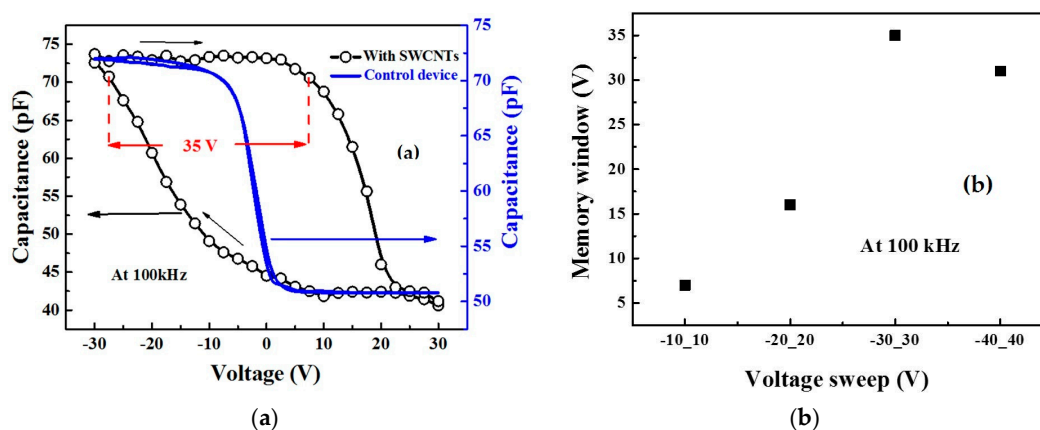 With SWCNTs
Control device
35 V
(a)
At 100kHz
Capacitance (pF)
75
70
65
60
55
50
45
40
-30 -20 -10 0 10 20 30
Voltage (V)
75
70
65
60
55
50
Capacitance (pF)
(a)
Memory window (V)
35
30
25
20
15
10
5
(b)
At 100 kHz
-10_10 -20_20 -30_30 -40_40
Voltage sweep (V)
(b)